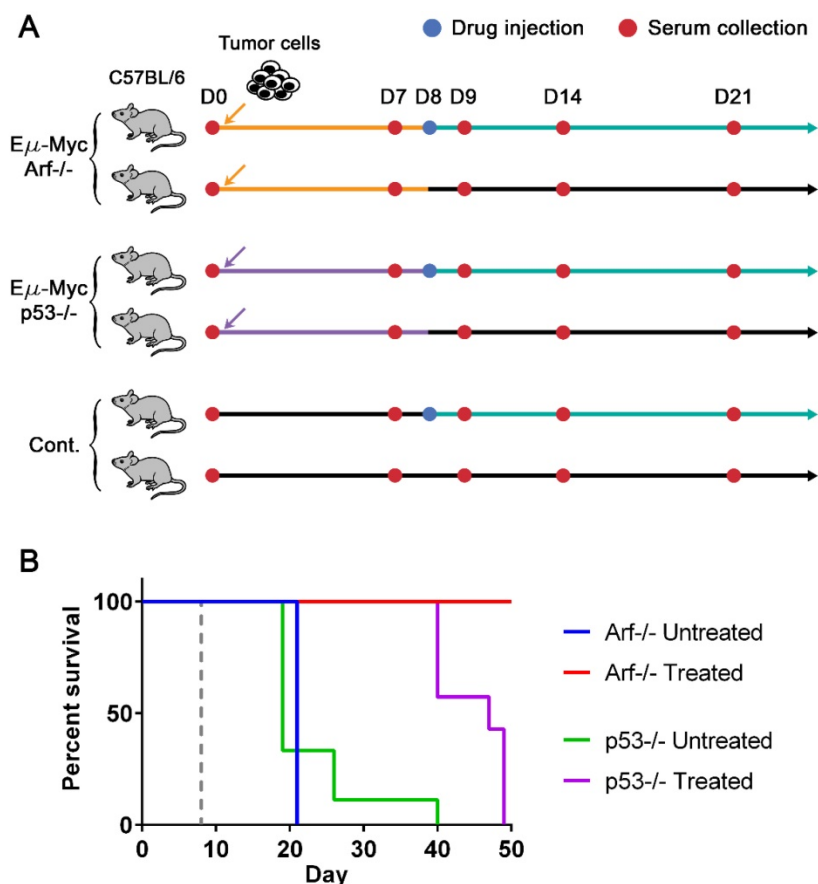 A
Drug injection
Serum collection
Tumor cells
C57BL/6
D0
D7
D8
D9
D14
D21
Eμ-Myc
Arf-/-
Eμ-Myc
p53-/-
Cont.
B
Percent survival
100
50
0
0
10
20
30
40
50
Day
Arf-/- Untreated
Arf-/- Treated
p53-/- Untreated
p53-/- Treated